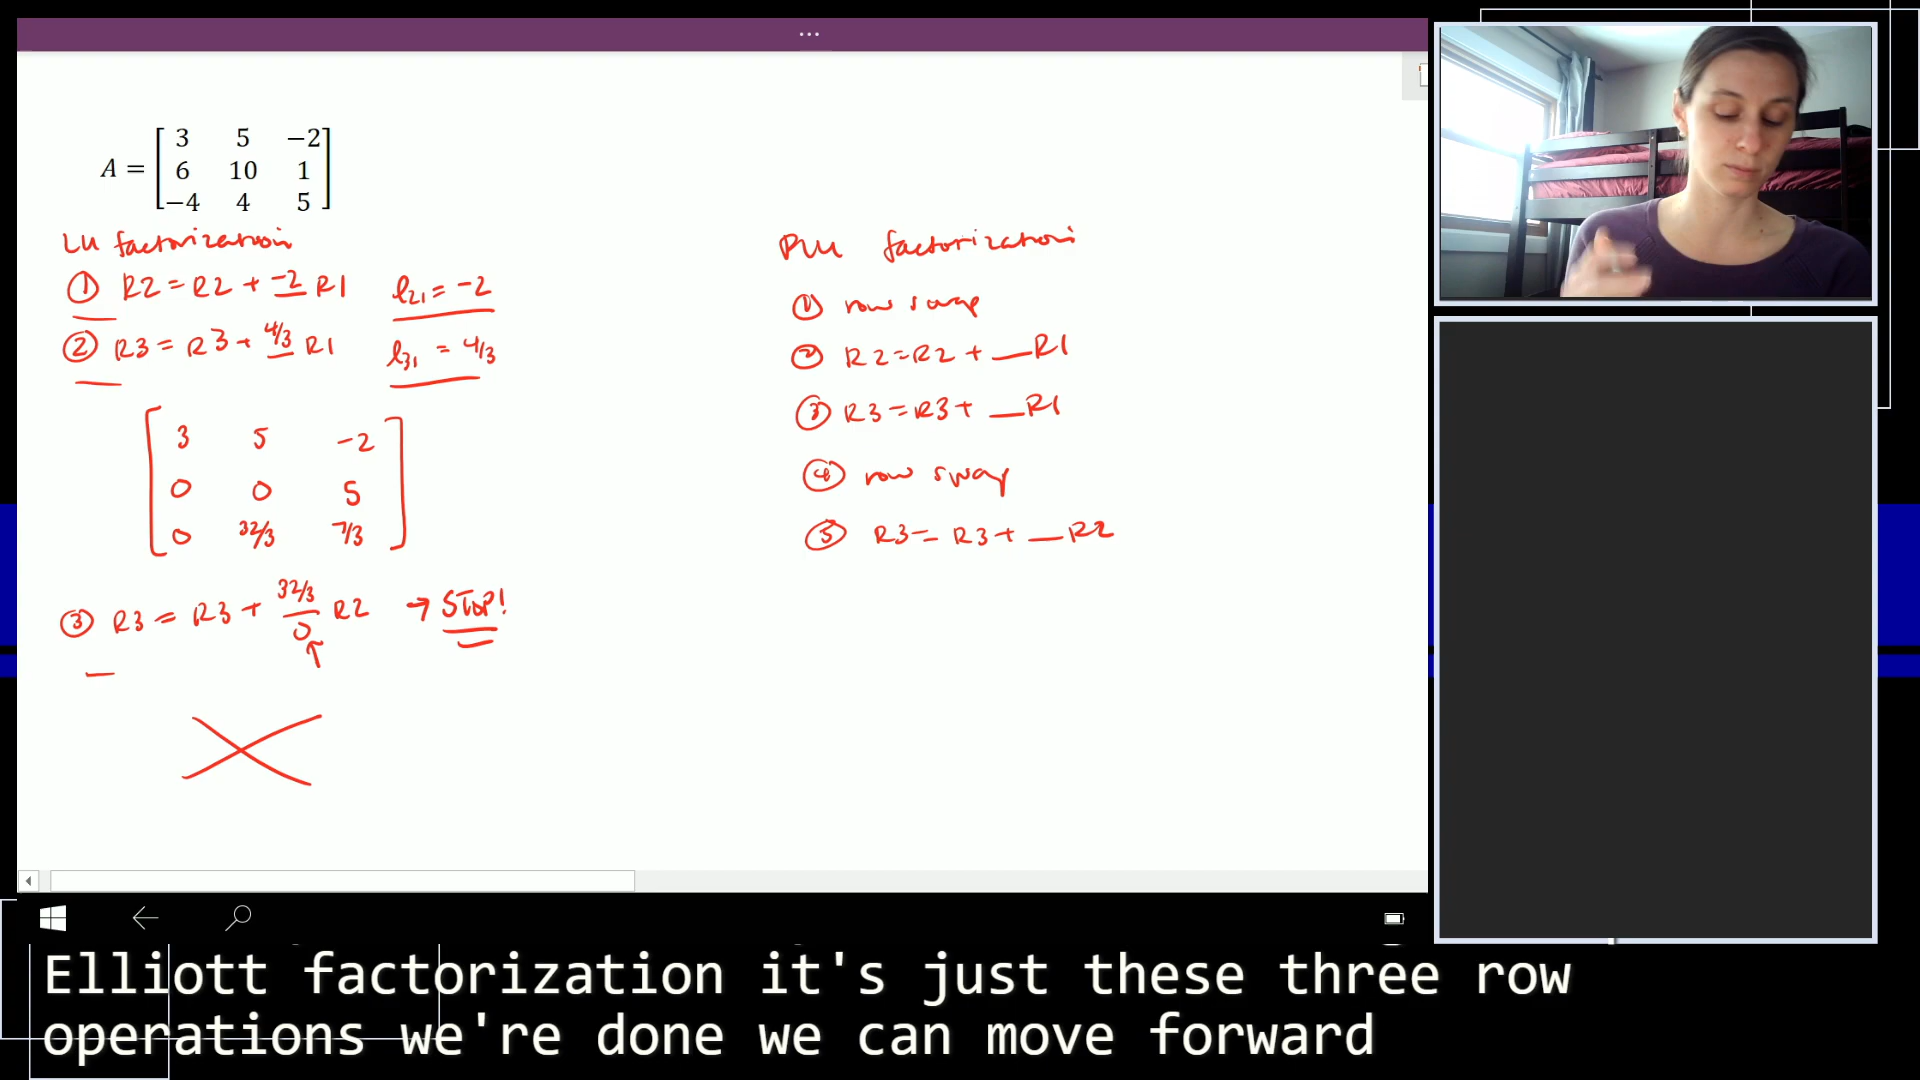 ...
A = [ 3 5 −2
6 10 1
−4 4 5 ]
LU factorization
① R2 = R2 + -2 R1 l21 = -2
② R3 = R3 + 4/3 R1 l31 = 4/3
3 5 -2
0 0 5
0 32/3 7/3
③ R3 = R3 + 32/3 / 0 R2 → STOP!
PLU factorization
① row swap
② R2 = R2 + __ R1
③ R3 = R3 + __ R1
④ row swap
⑤ R3 = R3 + __ R2
Elliott factorization it's just these three row
operations we're done we can move forward